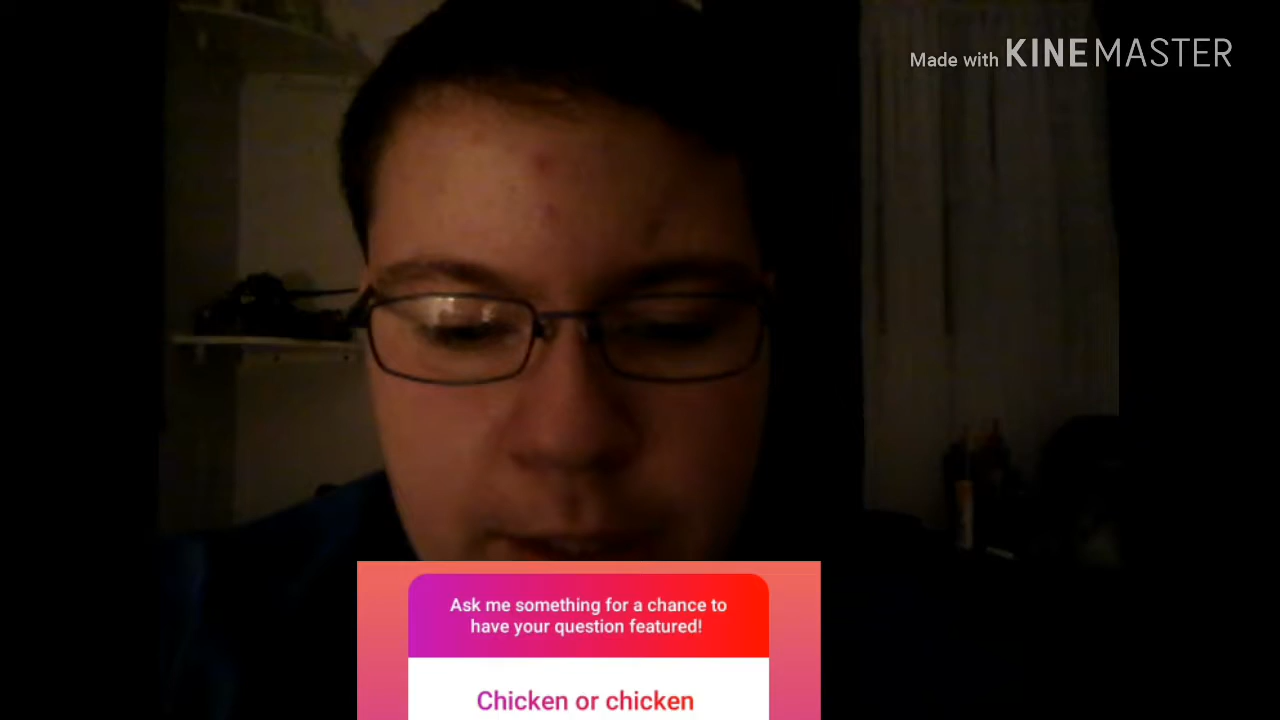 Made with KINEMASTER
Ask me something for a chance to
have your question featured!
Chicken or chicken